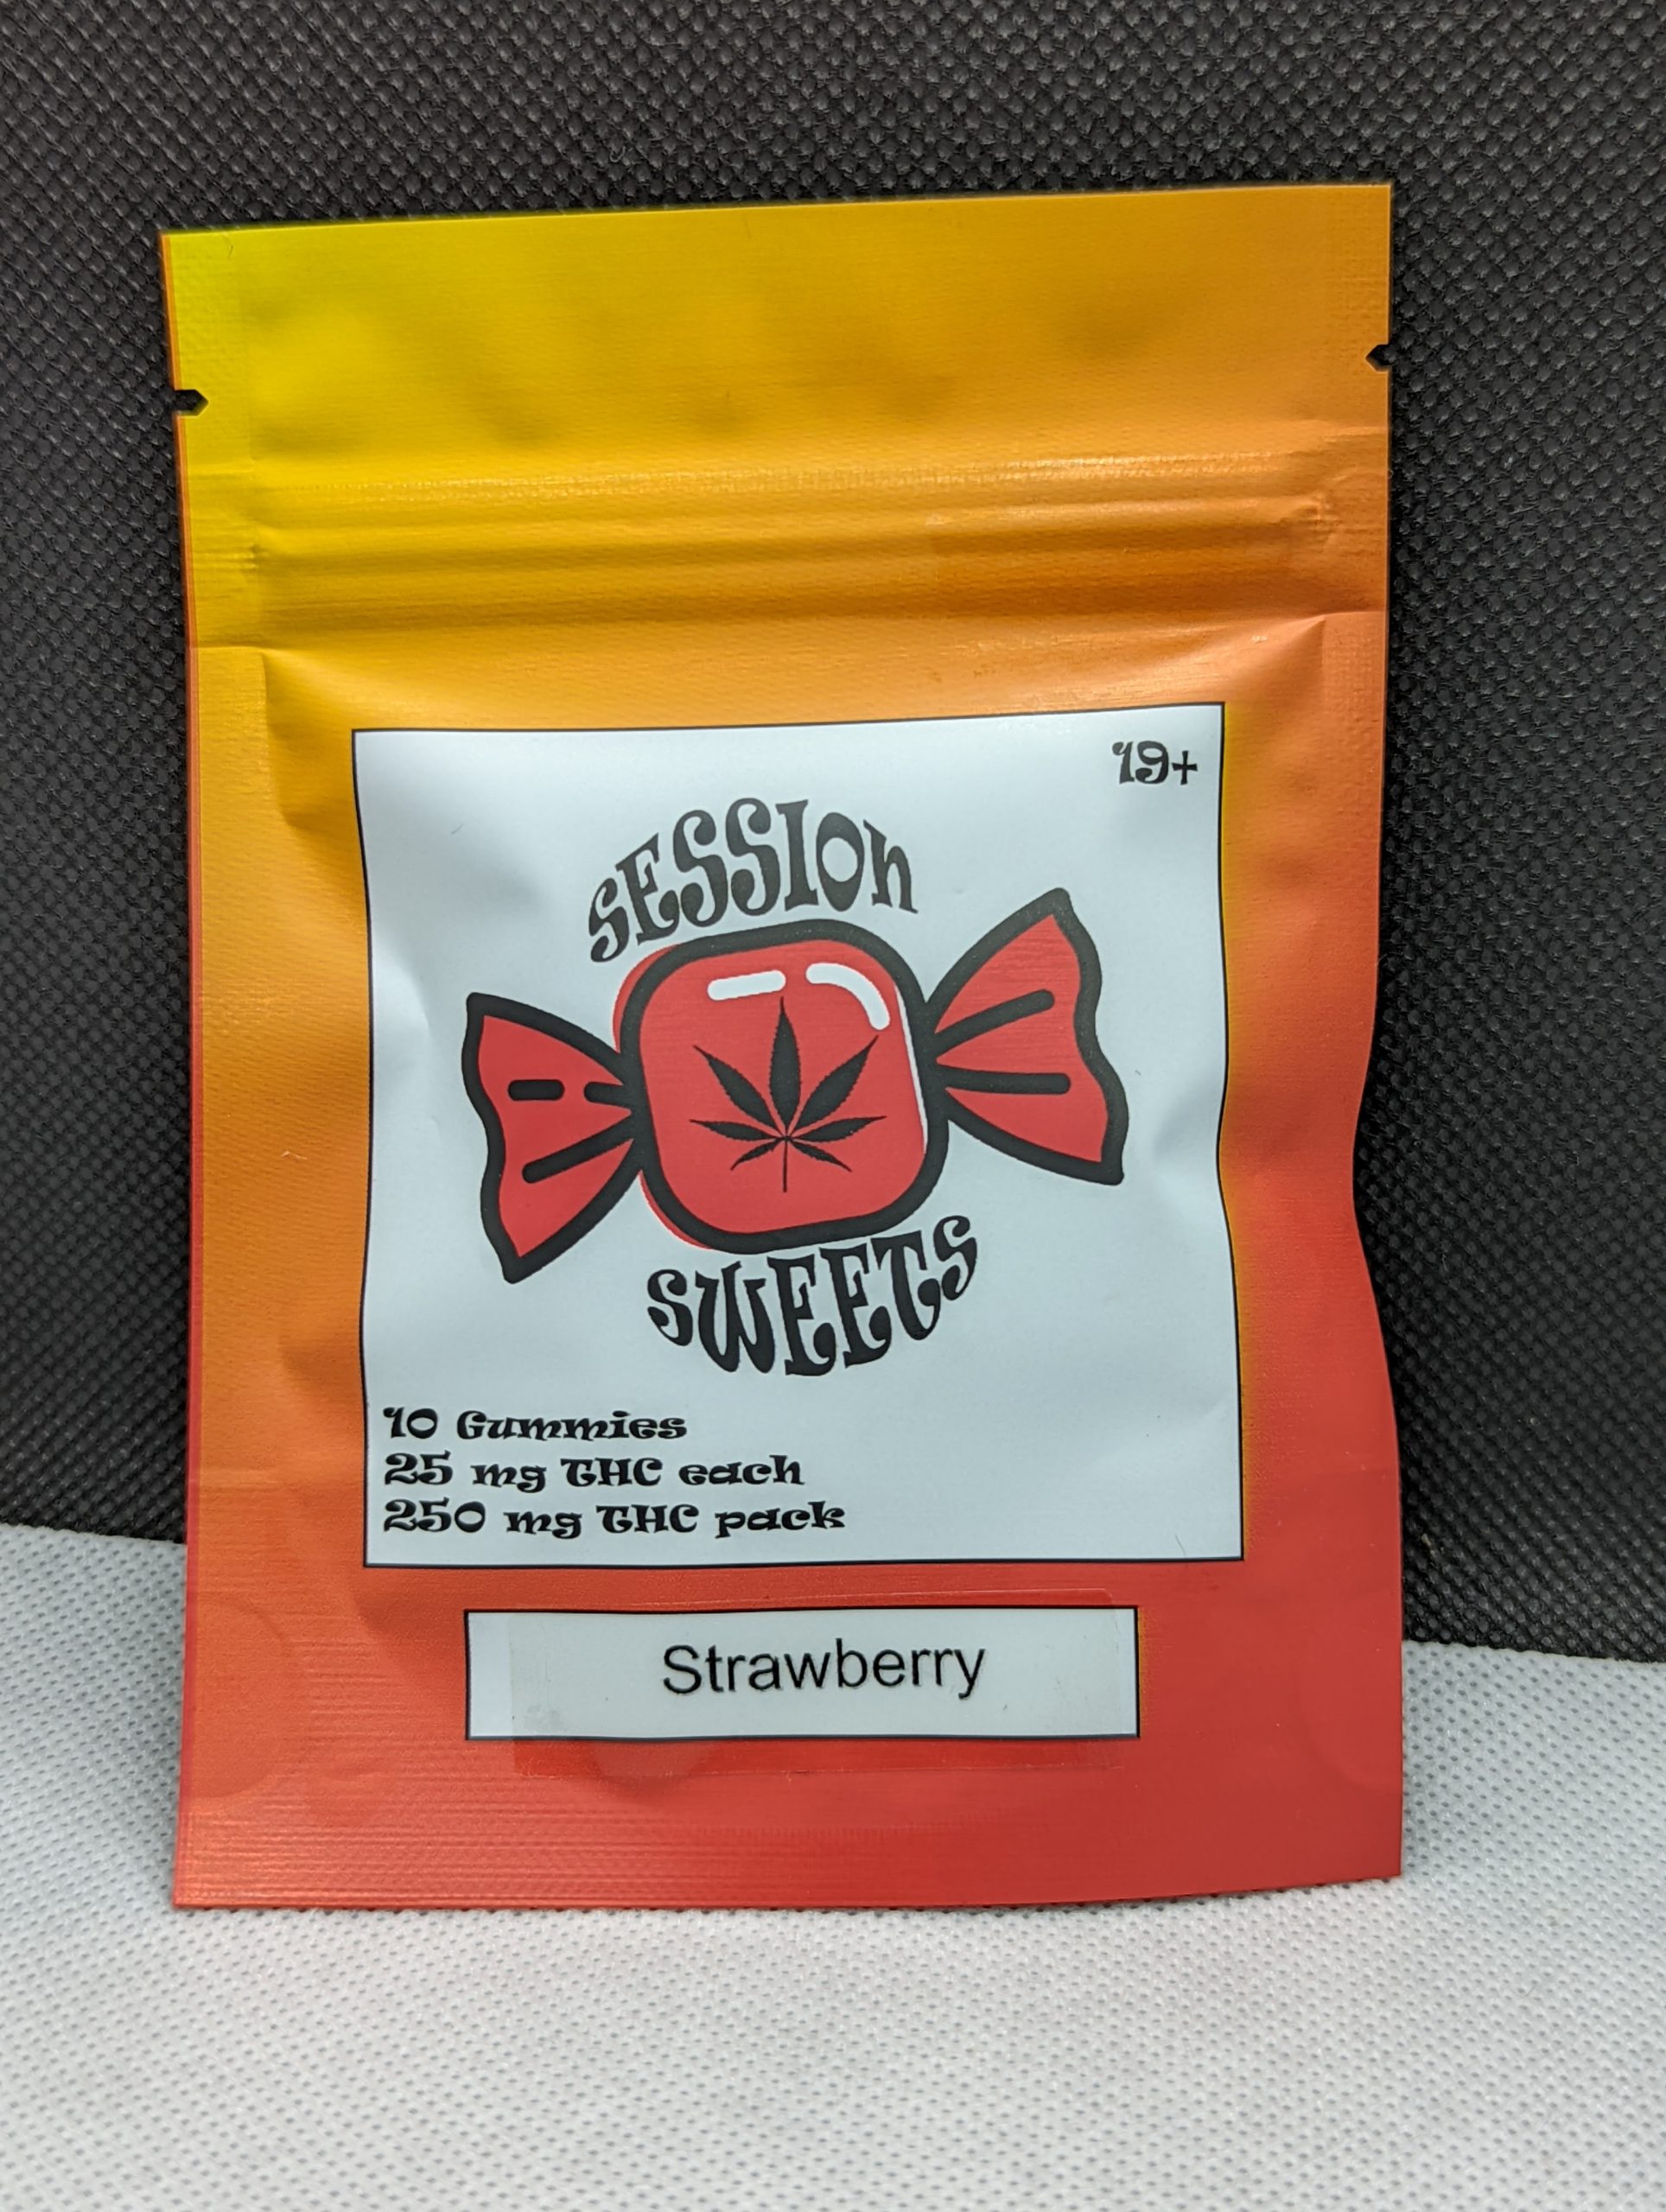 19+
SESSION
SWEETS
10 Gummies
25 mg THC each
250 mg THC pack
Strawberry